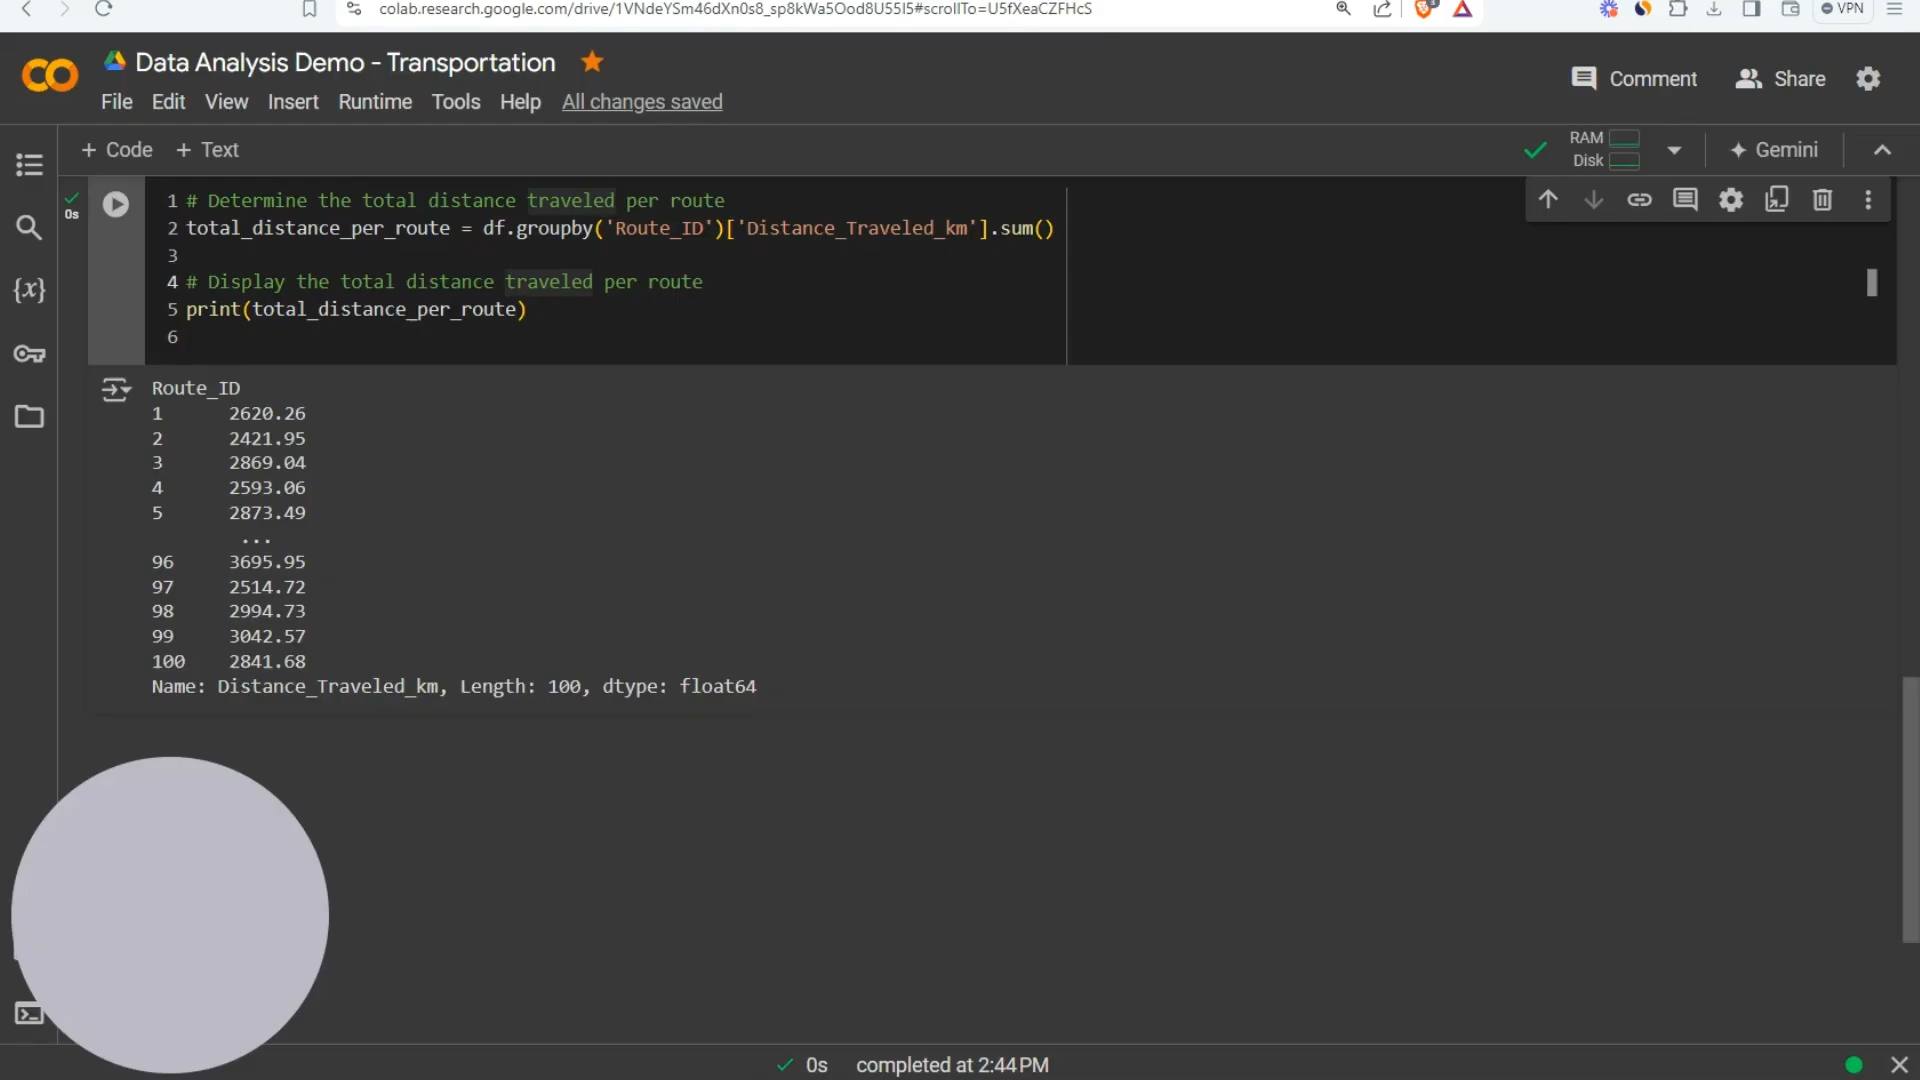 colab.research.google.com/drive/1VNdeYSm46dXn0s8_sp8kWa5Ood8U55I5#scrollTo=U5fXeaCZFHcS
VPN
Data Analysis Demo - Transportation
File Edit View Insert Runtime Tools Help All changes saved
Comment Share
+ Code + Text
RAM
Disk
Gemini
0s
1 # Determine the total distance traveled per route
2 total_distance_per_route = df.groupby('Route_ID')['Distance_Traveled_km'].sum()
3
4 # Display the total distance traveled per route
5 print(total_distance_per_route)
6
Route_ID
1 2620.26
2 2421.95
3 2869.04
4 2593.06
5 2873.49
...
96 3695.95
97 2514.72
98 2994.73
99 3042.57
100 2841.68
Name: Distance_Traveled_km, Length: 100, dtype: float64
0s completed at 2:44 PM